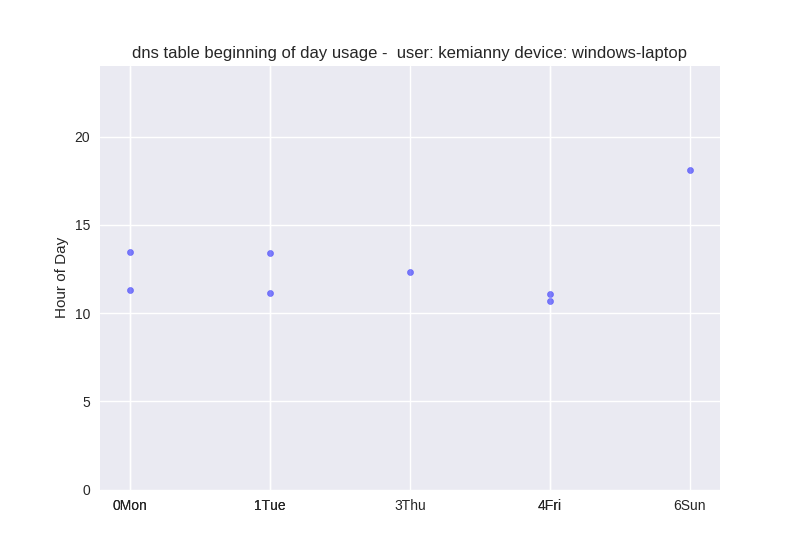 dns table beginning of day usage -  user: kemianny device: windows-laptop
Hour of Day
20
15
10
5
0
0Mon 1Tue 3Thu 4Fri 6Sun